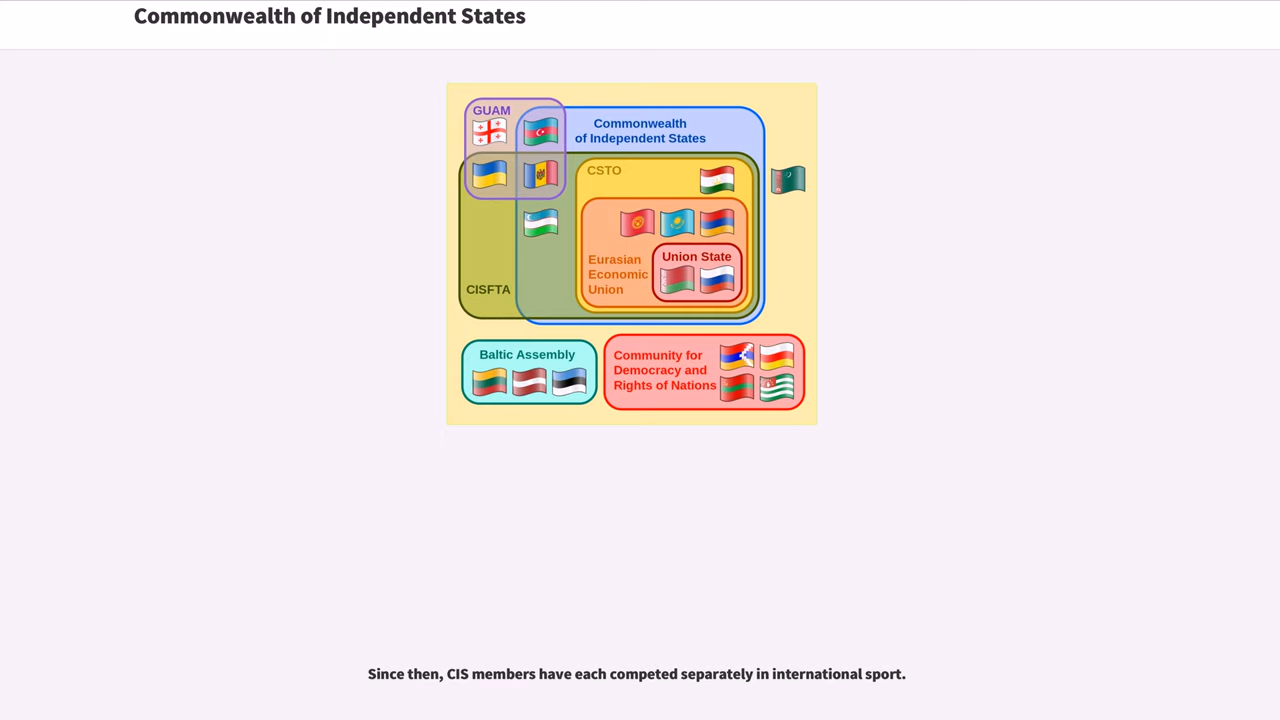 Commonwealth of Independent States
GUAM
Commonwealth
of Independent States
CSTO
Eurasian
Economic
Union
Union State
CISFTA
Baltic Assembly
Community for
Democracy and
Rights of Nations
Since then, CIS members have each competed separately in international sport.